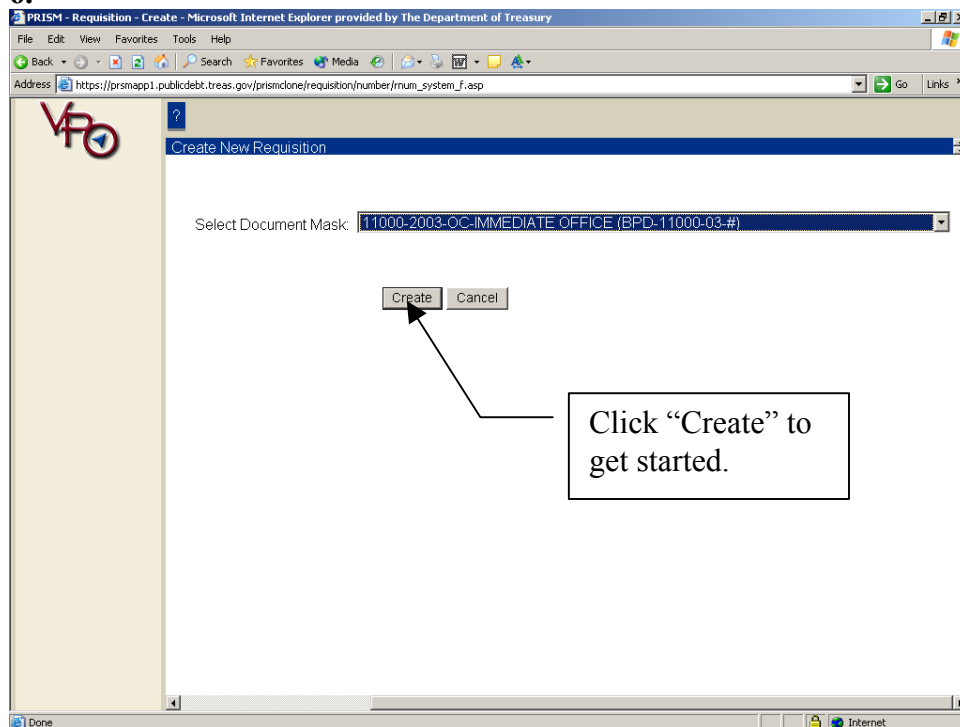 PRISM - Requisition - Create - Microsoft Internet Explorer provided by The Department of Treasury
File Edit View Favorites Tools Help
Back Search Favorites Media
Address https://prsmapp1.publicdebt.treas.gov/prismclone/requisition/number/rnum_system_f.asp Go Links
VPO
?
Create New Requisition
Select Document Mask: 11000-2003-OC-IMMEDIATE OFFICE (BPD-11000-03-#)
Create Cancel
Click “Create” to
get started.
Done Internet